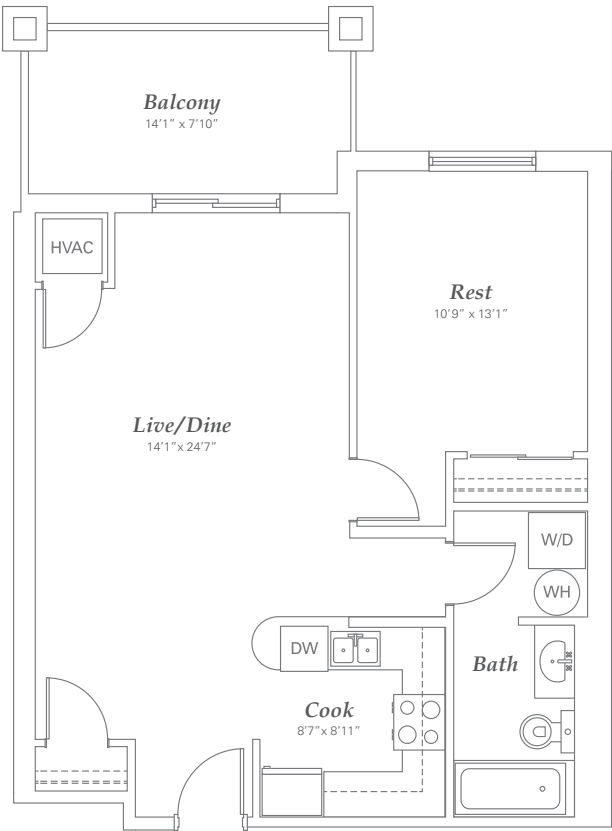 Balcony
14'1" x 7'10"
HVAC
Rest
10'9" x 13'1"
Live/Dine
14'1" x 24'7"
W/D
WH
DW
Bath
Cook
8'7" x 8'11"